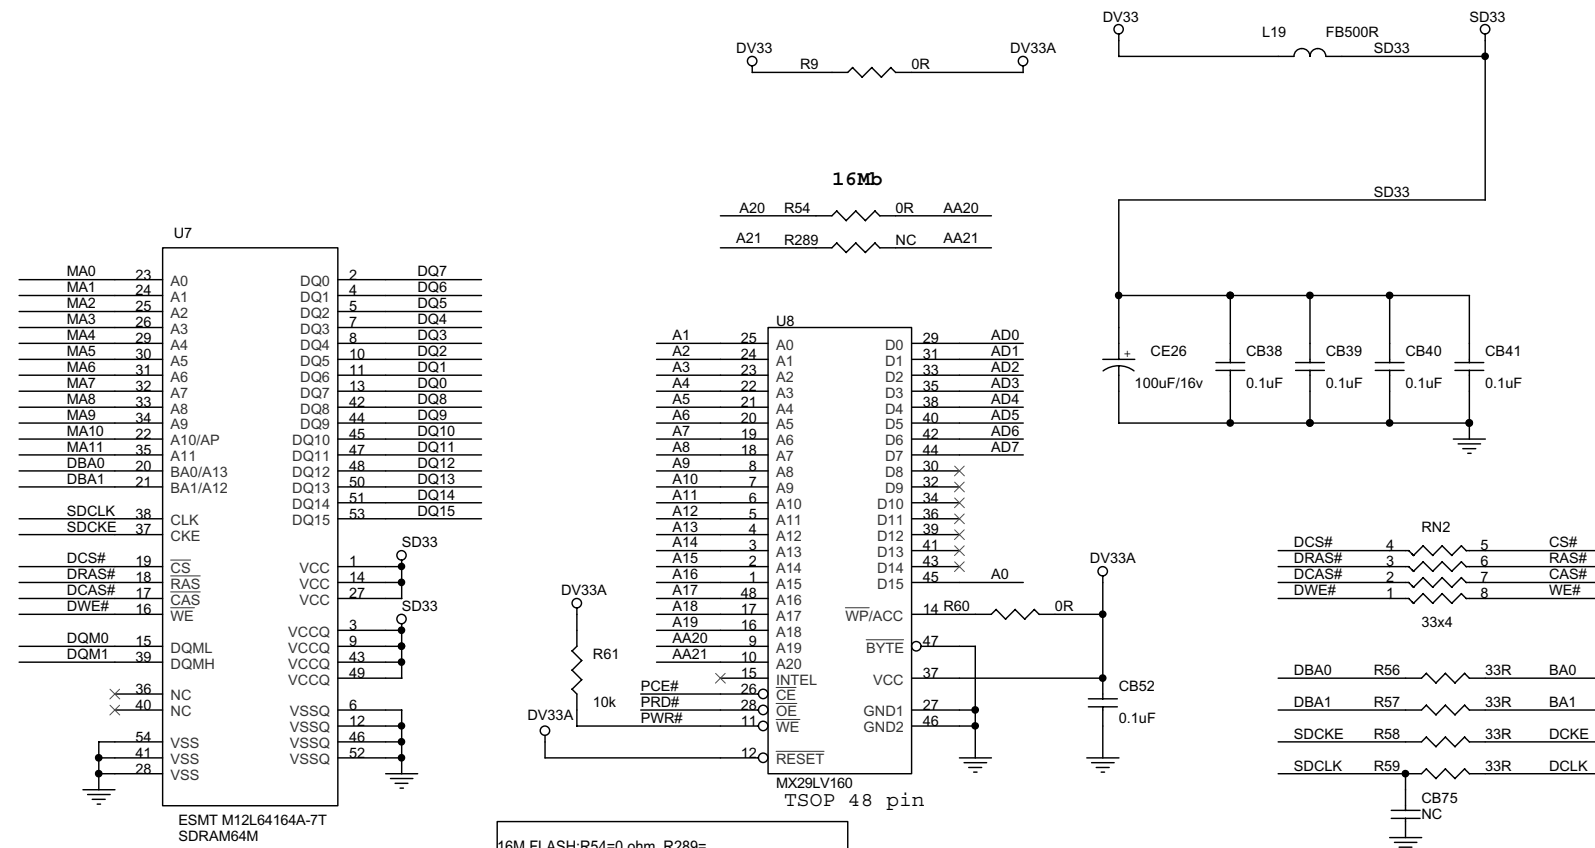 DV33 SD33
L19 FB500R SD33
DV33 R9 0R DV33A
SD33
16Mb
A20 R54 0R AA20
A21 R289 NC AA21
U7
MA0 23 A0 DQ0 2 DQ7
MA1 24 A1 DQ1 4 DQ6
MA2 25 A2 DQ2 5 DQ5
MA3 26 A3 DQ3 7 DQ4
MA4 29 A4 DQ4 8 DQ3
MA5 30 A5 DQ5 10 DQ2
MA6 31 A6 DQ6 11 DQ1
MA7 32 A7 DQ7 13 DQ0
MA8 33 A8 DQ8 42 DQ8
MA9 34 A9 DQ9 44 DQ9
MA10 22 A10/AP DQ10 45 DQ10
MA11 35 A11 DQ11 47 DQ11
DBA0 20 BA0/A13 DQ12 48 DQ12
DBA1 21 BA1/A12 DQ13 50 DQ13
DQ14 51 DQ14
SDCLK 38 CLK DQ15 53 DQ15
SDCKE 37 CKE
SD33
DCS# 19 CS VCC 1
DRAS# 18 RAS VCC 14
DCAS# 17 CAS VCC 27
DWE# 16 WE
SD33
VCCQ 3
DQM0 15 DQML VCCQ 9
DQM1 39 DQMH VCCQ 43
VCCQ 49
36 NC
40 NC VSSQ 6
VSSQ 12
54 VSS VSSQ 46
41 VSS VSSQ 52
28 VSS
ESMT M12L64164A-7T
SDRAM64M
U8
A1 25 A0 D0 29 AD0
A2 24 A1 D1 31 AD1
A3 23 A2 D2 33 AD2
A4 22 A3 D3 35 AD3
A5 21 A4 D4 38 AD4
A6 20 A5 D5 40 AD5
A7 19 A6 D6 42 AD6
A8 18 A7 D7 44 AD7
A9 8 A8 D8 30
A10 7 A9 D9 32
A11 6 A10 D10 34
A12 5 A11 D11 36
A13 4 A12 D12 39
A14 3 A13 D13 41
A15 2 A14 D14 43
A16 1 A15 D15 45 A0
A17 48 A16
A18 17 A17 WP/ACC 14 R60 0R DV33A
A19 16 A18
AA20 9 A19 BYTE 47
AA21 10 A20
15 INTEL VCC 37
PCE# 26 CE
PRD# 28 OE GND1 27
PWR# 11 WE GND2 46
12 RESET
DV33A
R61
10k
DV33A
CB52
0.1uF
MX29LV160
TSOP 48 pin
16M FLASH:R54=0 ohm, R289=
+ CE26 CB38 CB39 CB40 CB41
100uF/16v 0.1uF 0.1uF 0.1uF 0.1uF
RN2
DCS# 4 5 CS#
DRAS# 3 6 RAS#
DCAS# 2 7 CAS#
DWE# 1 8 WE#
33x4
DBA0 R56 33R BA0
DBA1 R57 33R BA1
SDCKE R58 33R DCKE
SDCLK R59 33R DCLK
CB75
NC